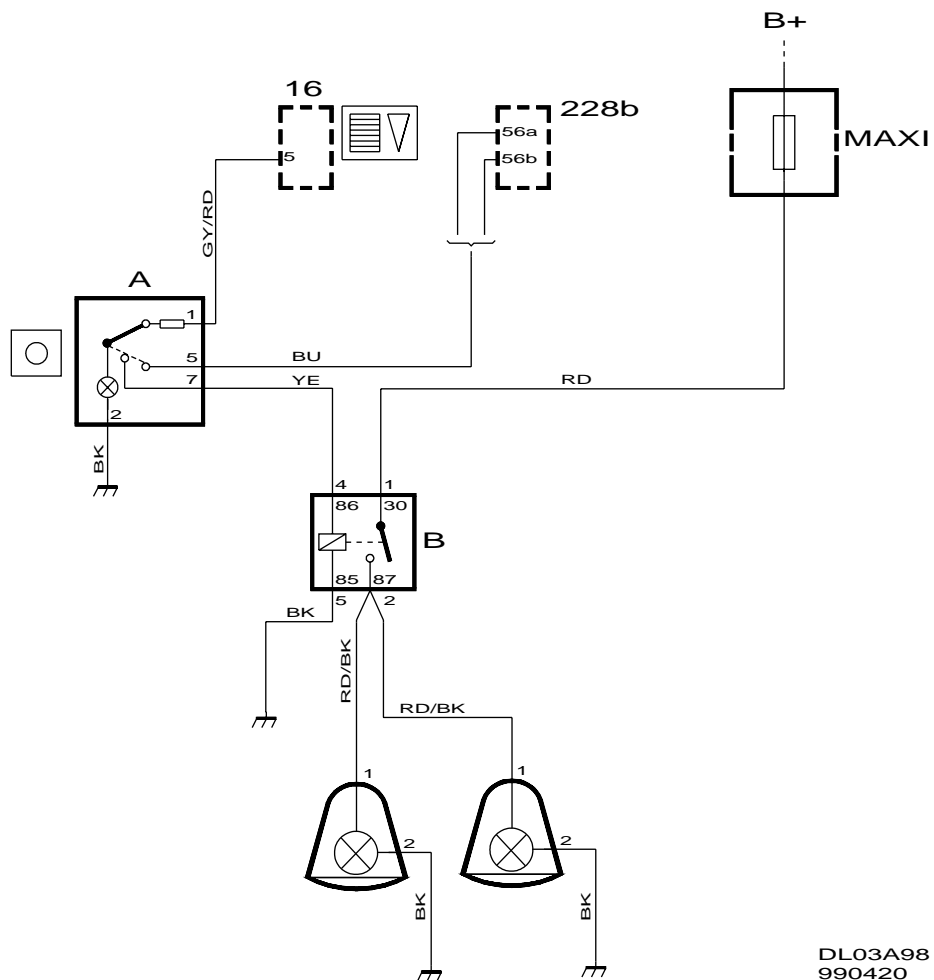 B+
16
228b
5
56a
56b
MAXI
GY/RD
A
1
5
BU
7
YE
RD
2
BK
4
1
86
30
B
85
87
5
2
BK
RD/BK
RD/BK
1
1
2
2
BK
BK
DL03A98
990420